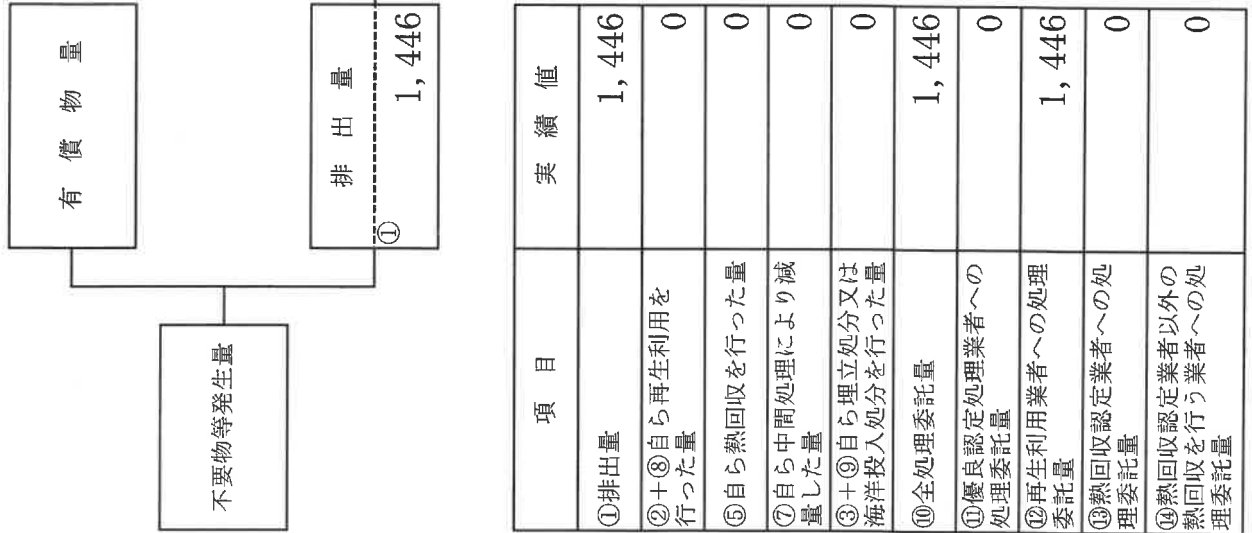 有償物量
不要物等発生量
排出量
①
1,446
項目
実績値
①排出量
1,446
②+⑧自ら再生利用を
行った量
0
⑤自ら熱回収を行った量
0
⑦自ら中間処理により減
量した量
0
③+⑨自ら埋立処分又は
海洋投入処分を行った量
0
⑩全処理委託量
1,446
⑪優良認定処理業者への
処理委託量
0
⑫再生利用業者への処理
委託量
1,446
⑬熱回収認定業者への処
理委託量
0
⑭熱回収認定業者以外の
熱回収を行う業者への処
理委託量
0